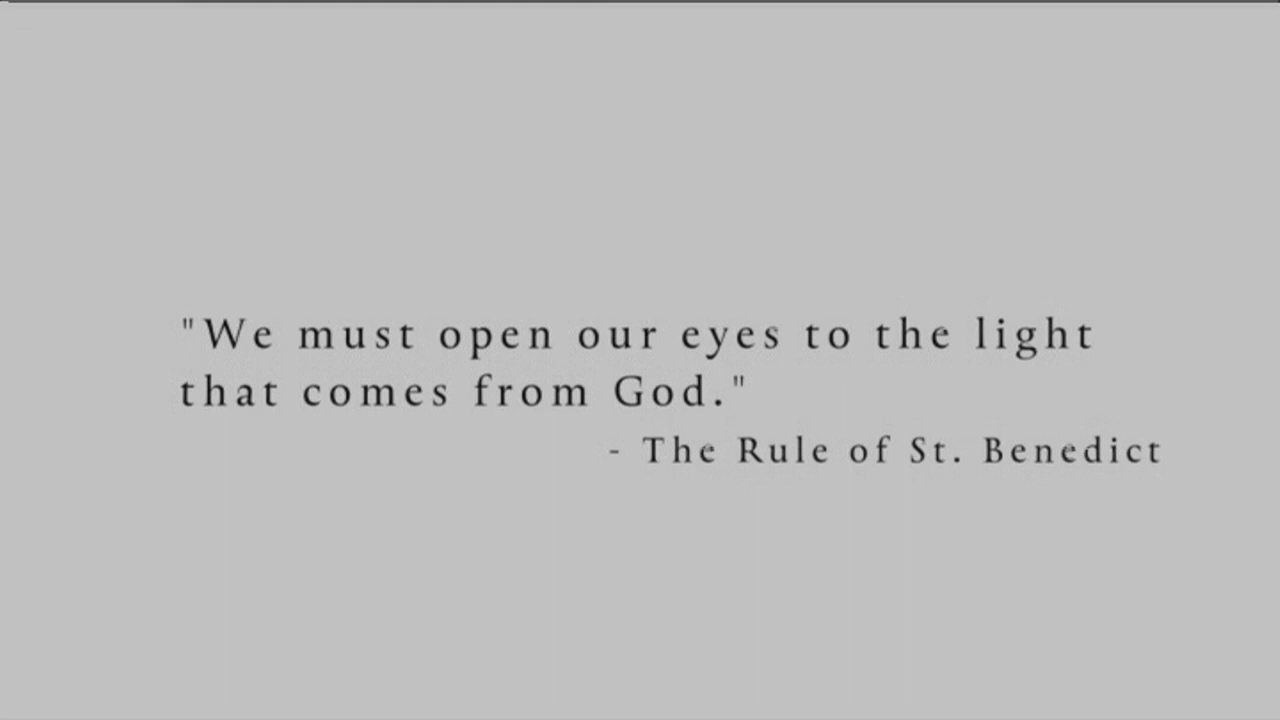 "We must open our eyes to the light
that comes from God."
- The Rule of St. Benedict